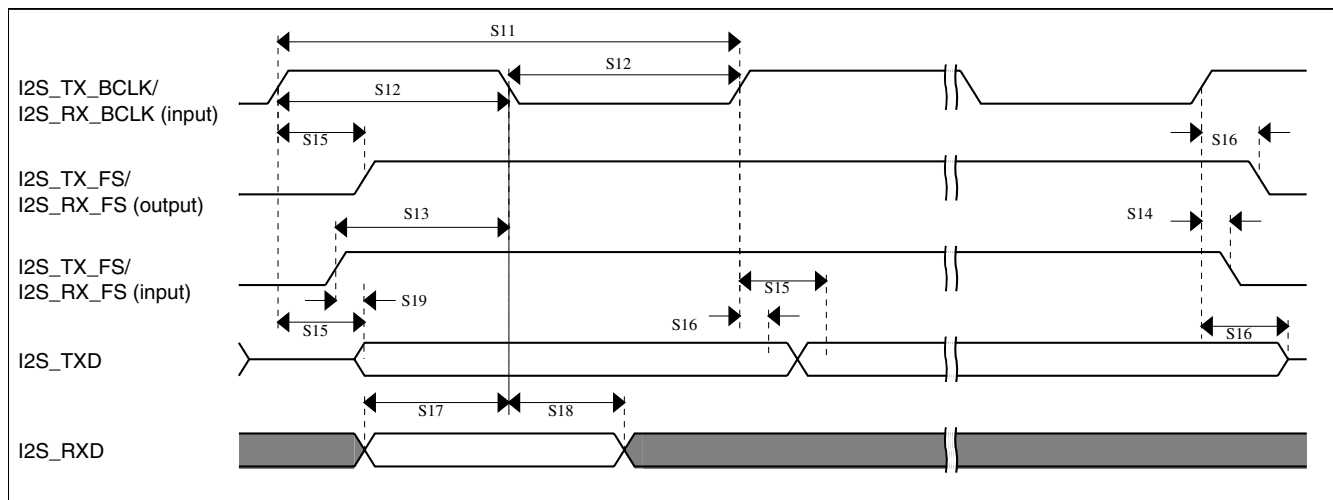 S11
I2S_TX_BCLK/
I2S_RX_BCLK (input)
S12
S12
S15
S16
I2S_TX_FS/
I2S_RX_FS (output)
S13
S14
I2S_TX_FS/
I2S_RX_FS (input)
S15
S19
S15
S16
S16
I2S_TXD
S17
S18
I2S_RXD